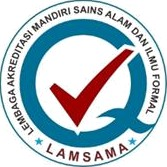 LEMBAGA AKREDITASI MANDIRI SAINS ALAM DAN ILMU FORMAL
LAMSAMA